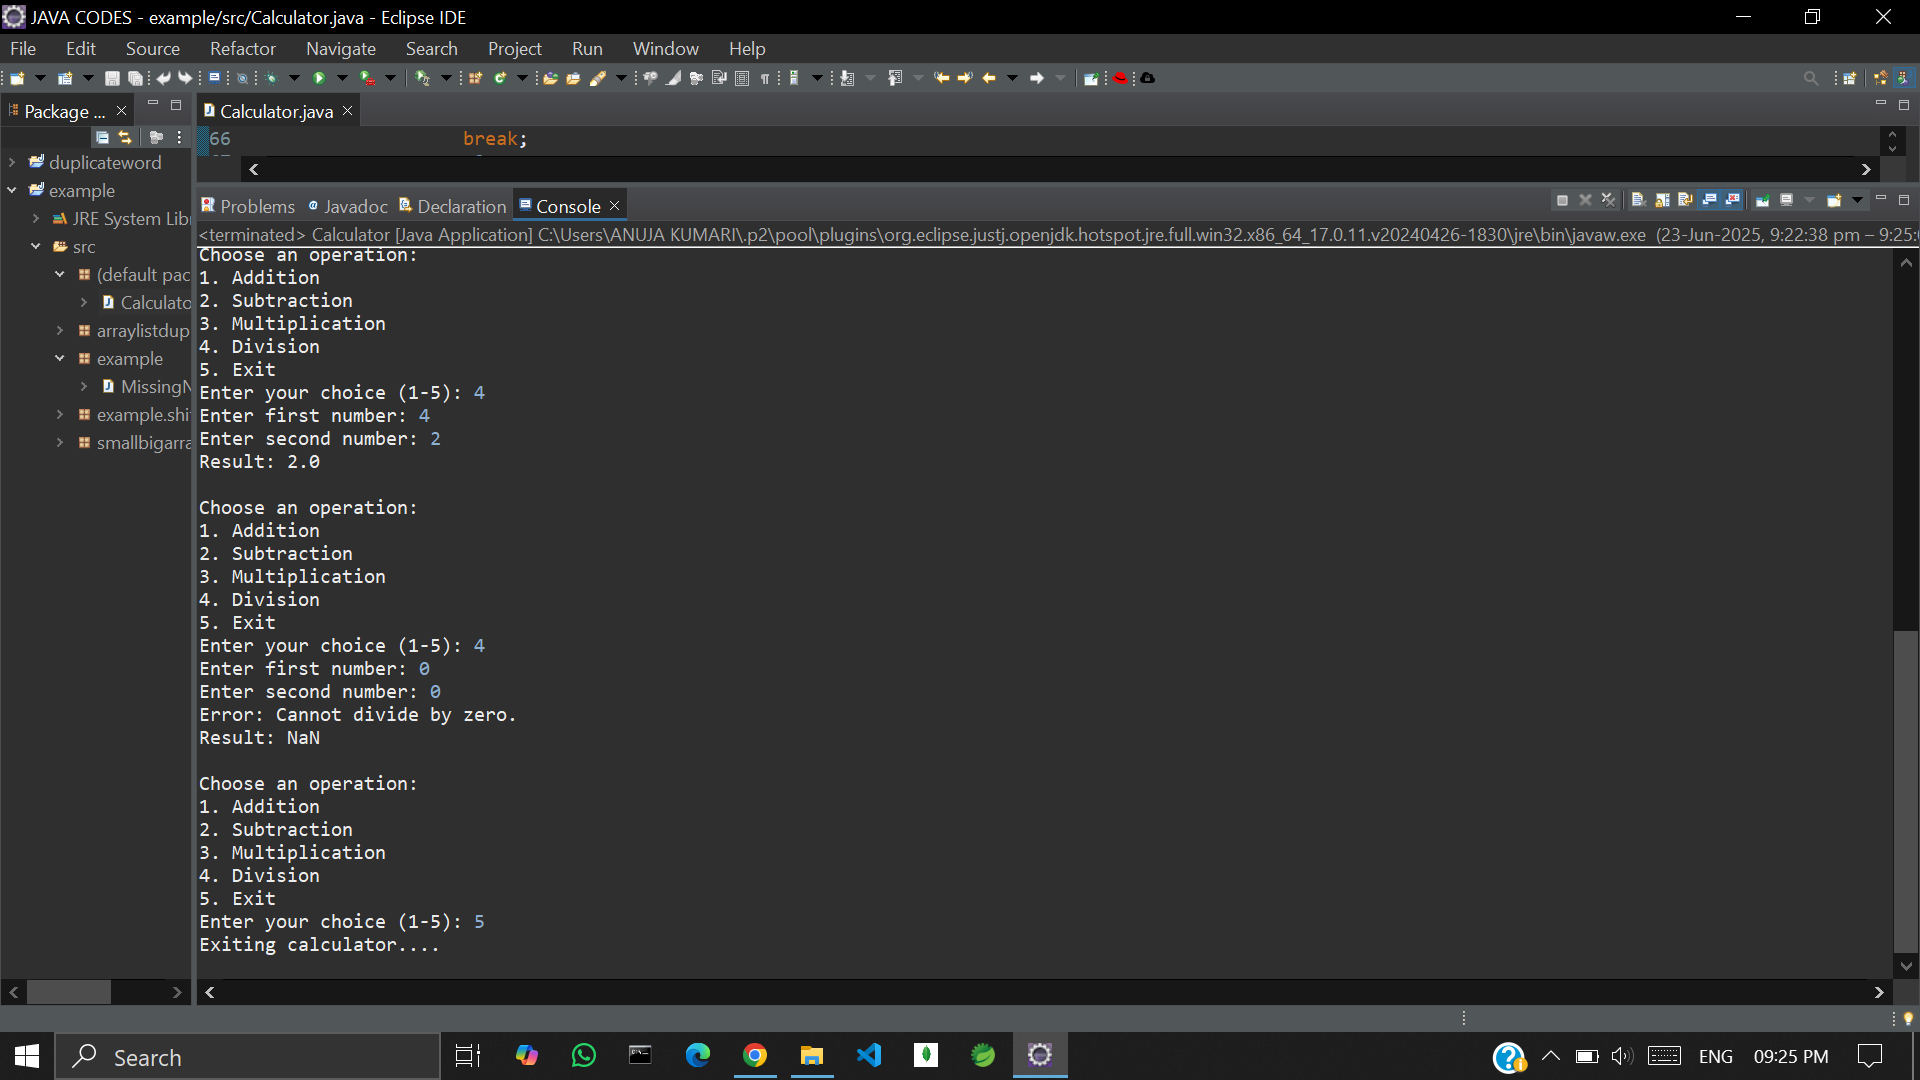 JAVA CODES - example/src/Calculator.java - Eclipse IDE
File Edit Source Refactor Navigate Search Project Run Window Help
Package ...
Calculator.java
duplicateword
example
JRE System Libr
src
(default pac
Calculato
arraylistdup
example
MissingN
example.shi
smallbigarra
66 break;
Problems Javadoc Declaration Console
<terminated> Calculator [Java Application] C:\Users\ANUJA KUMARI\.p2\pool\plugins\org.eclipse.justj.openjdk.hotspot.jre.full.win32.x86_64_17.0.11.v20240426-1830\jre\bin\javaw.exe (23-Jun-2025, 9:22:38 pm – 9:25:
Choose an operation:
1. Addition
2. Subtraction
3. Multiplication
4. Division
5. Exit
Enter your choice (1-5): 4
Enter first number: 4
Enter second number: 2
Result: 2.0
Choose an operation:
1. Addition
2. Subtraction
3. Multiplication
4. Division
5. Exit
Enter your choice (1-5): 4
Enter first number: 0
Enter second number: 0
Error: Cannot divide by zero.
Result: NaN
Choose an operation:
1. Addition
2. Subtraction
3. Multiplication
4. Division
5. Exit
Enter your choice (1-5): 5
Exiting calculator....
Search
ENG 09:25 PM